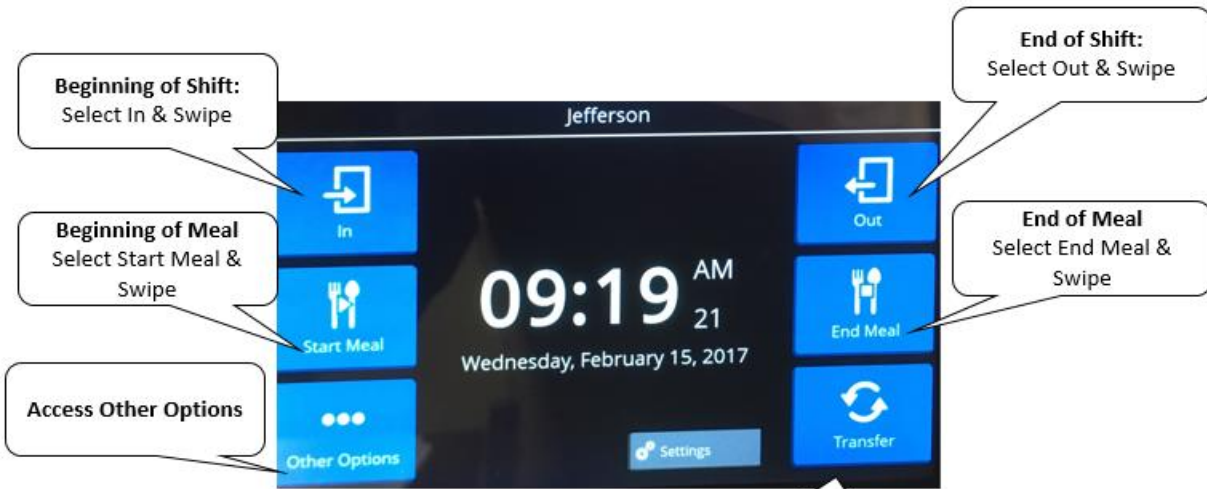 Beginning of Shift:
Select In & Swipe
End of Shift:
Select Out & Swipe
Beginning of Meal
Select Start Meal &
Swipe
End of Meal
Select End Meal &
Swipe
Access Other Options
Jefferson
In
Out
Start Meal
End Meal
Other Options
Transfer
09:19 AM
21
Wednesday, February 15, 2017
Settings